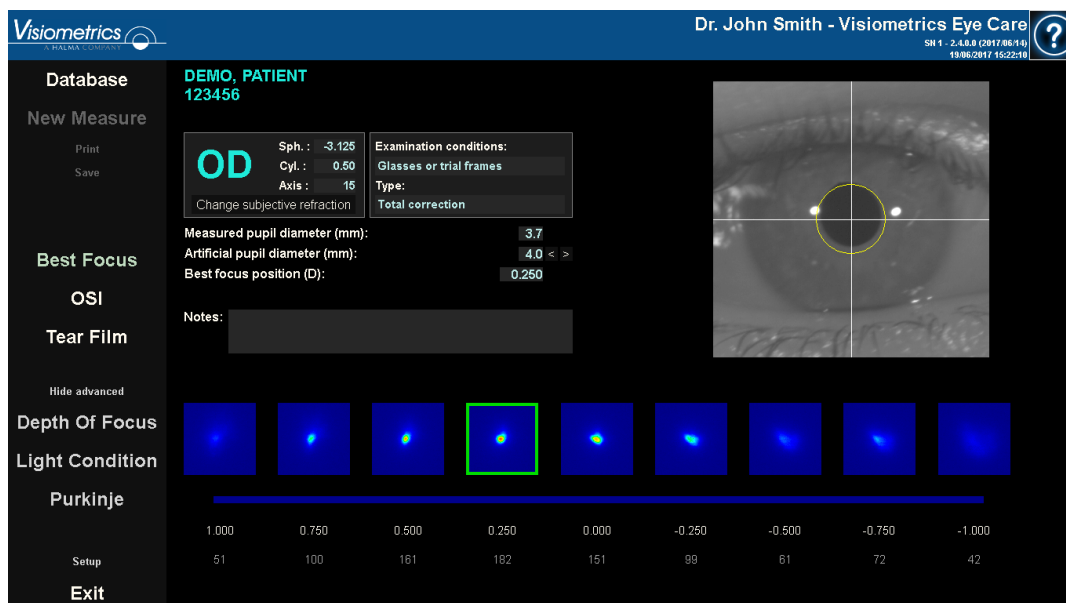 Visiometrics
A HALMA COMPANY
Dr. John Smith - Visiometrics Eye Care
SN 1 - 2.4.0.0 (2017/06/14)
19/06/2017 15:22:10
?
Database
New Measure
Print
Save
Best Focus
OSI
Tear Film
Hide advanced
Depth Of Focus
Light Condition
Purkinje
Setup
Exit
DEMO, PATIENT
123456
OD
Sph. : -3.125
Cyl. : 0.50
Axis : 15
Change subjective refraction
Examination conditions:
Glasses or trial frames
Type:
Total correction
Measured pupil diameter (mm): 3.7
Artificial pupil diameter (mm): 4.0 < >
Best focus position (D): 0.250
Notes:
1.000 0.750 0.500 0.250 0.000 -0.250 -0.500 -0.750 -1.000
51 100 161 182 151 99 61 72 42